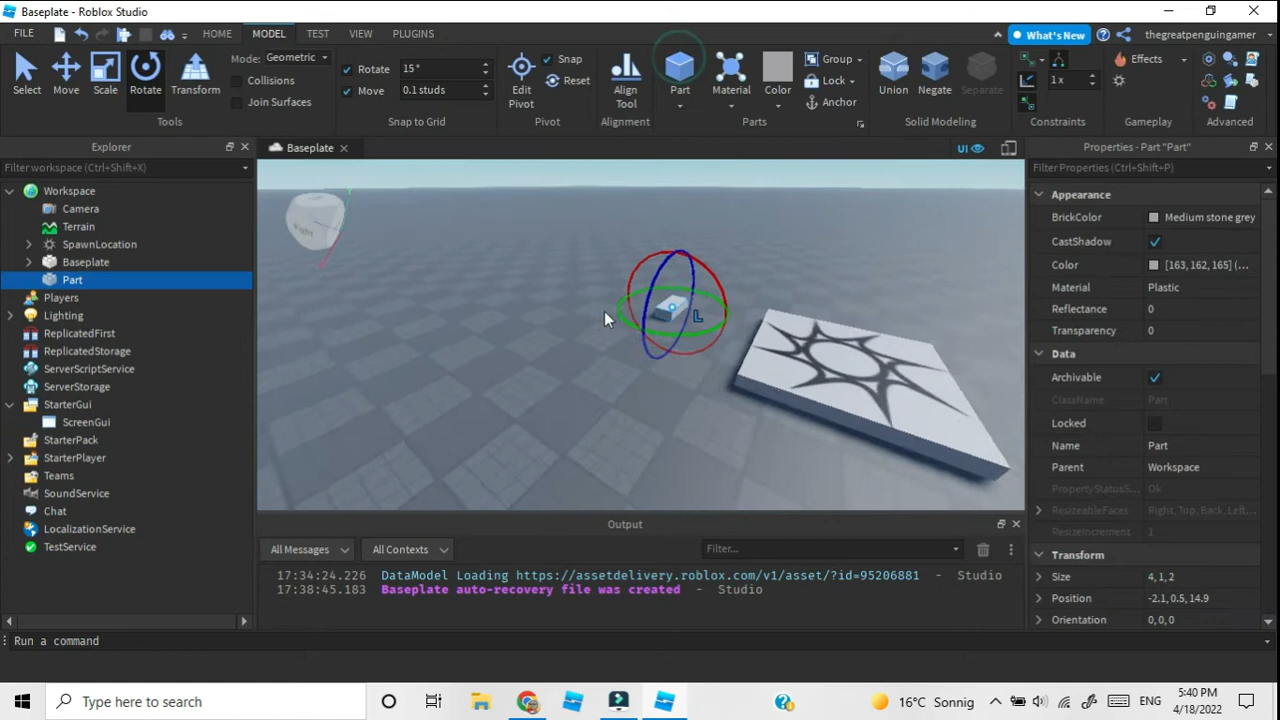 Baseplate - Roblox Studio
FILE HOME MODEL TEST VIEW PLUGINS What's New thegreatpenguingamer
Select Move Scale Rotate Transform
Mode: Geometric
Collisions
Join Surfaces
Tools
Rotate 15°
Move 0.1 studs
Snap to Grid
Edit Pivot
Snap
Reset
Pivot
Align Tool
Alignment
Part Material Color
Group
Lock
Anchor
Parts
Union Negate Separate
Solid Modeling
1 x
Constraints
Effects
Gameplay
Advanced
Explorer
Filter workspace (Ctrl+Shift+X)
Workspace
Camera
Terrain
SpawnLocation
Baseplate
Part
Players
Lighting
ReplicatedFirst
ReplicatedStorage
ServerScriptService
ServerStorage
StarterGui
ScreenGui
StarterPack
StarterPlayer
Teams
SoundService
Chat
LocalizationService
TestService
Baseplate
UI
Right
Y
L
Properties - Part "Part"
Filter Properties (Ctrl+Shift+P)
Appearance
BrickColor Medium stone grey
CastShadow
Color [163, 162, 165] (...
Material Plastic
Reflectance 0
Transparency 0
Data
Archivable
ClassName Part
Locked
Name Part
Parent Workspace
PropertyStatusS... Ok
ResizeableFaces Right, Top, Back, Left,...
ResizeIncrement 1
Transform
Size 4, 1, 2
Position -2.1, 0.5, 14.9
Orientation 0, 0, 0
Output
All Messages All Contexts Filter...
17:34:24.226 DataModel Loading https://assetdelivery.roblox.com/v1/asset/?id=95206881 - Studio
17:38:45.183 Baseplate auto-recovery file was created - Studio
Run a command
Type here to search
16°C Sonnig
ENG
5:40 PM
4/18/2022